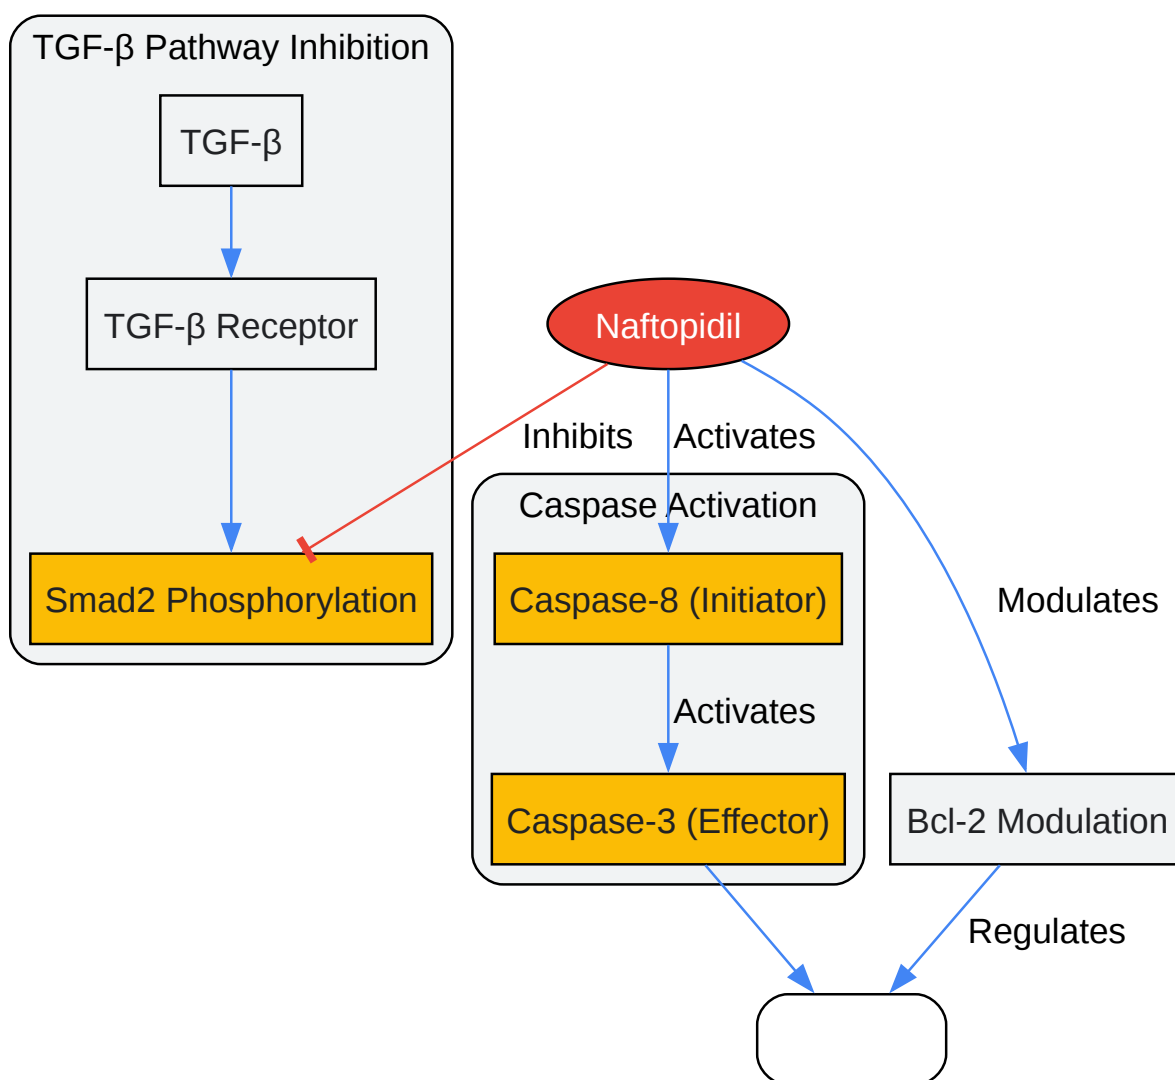 TGF-β Pathway Inhibition
TGF-β
TGF-β Receptor
Naftopidil
Inhibits
Activates
Caspase Activation
Smad2 Phosphorylation
Caspase-8 (Initiator)
Modulates
Activates
Caspase-3 (Effector)
Bcl-2 Modulation
Regulates